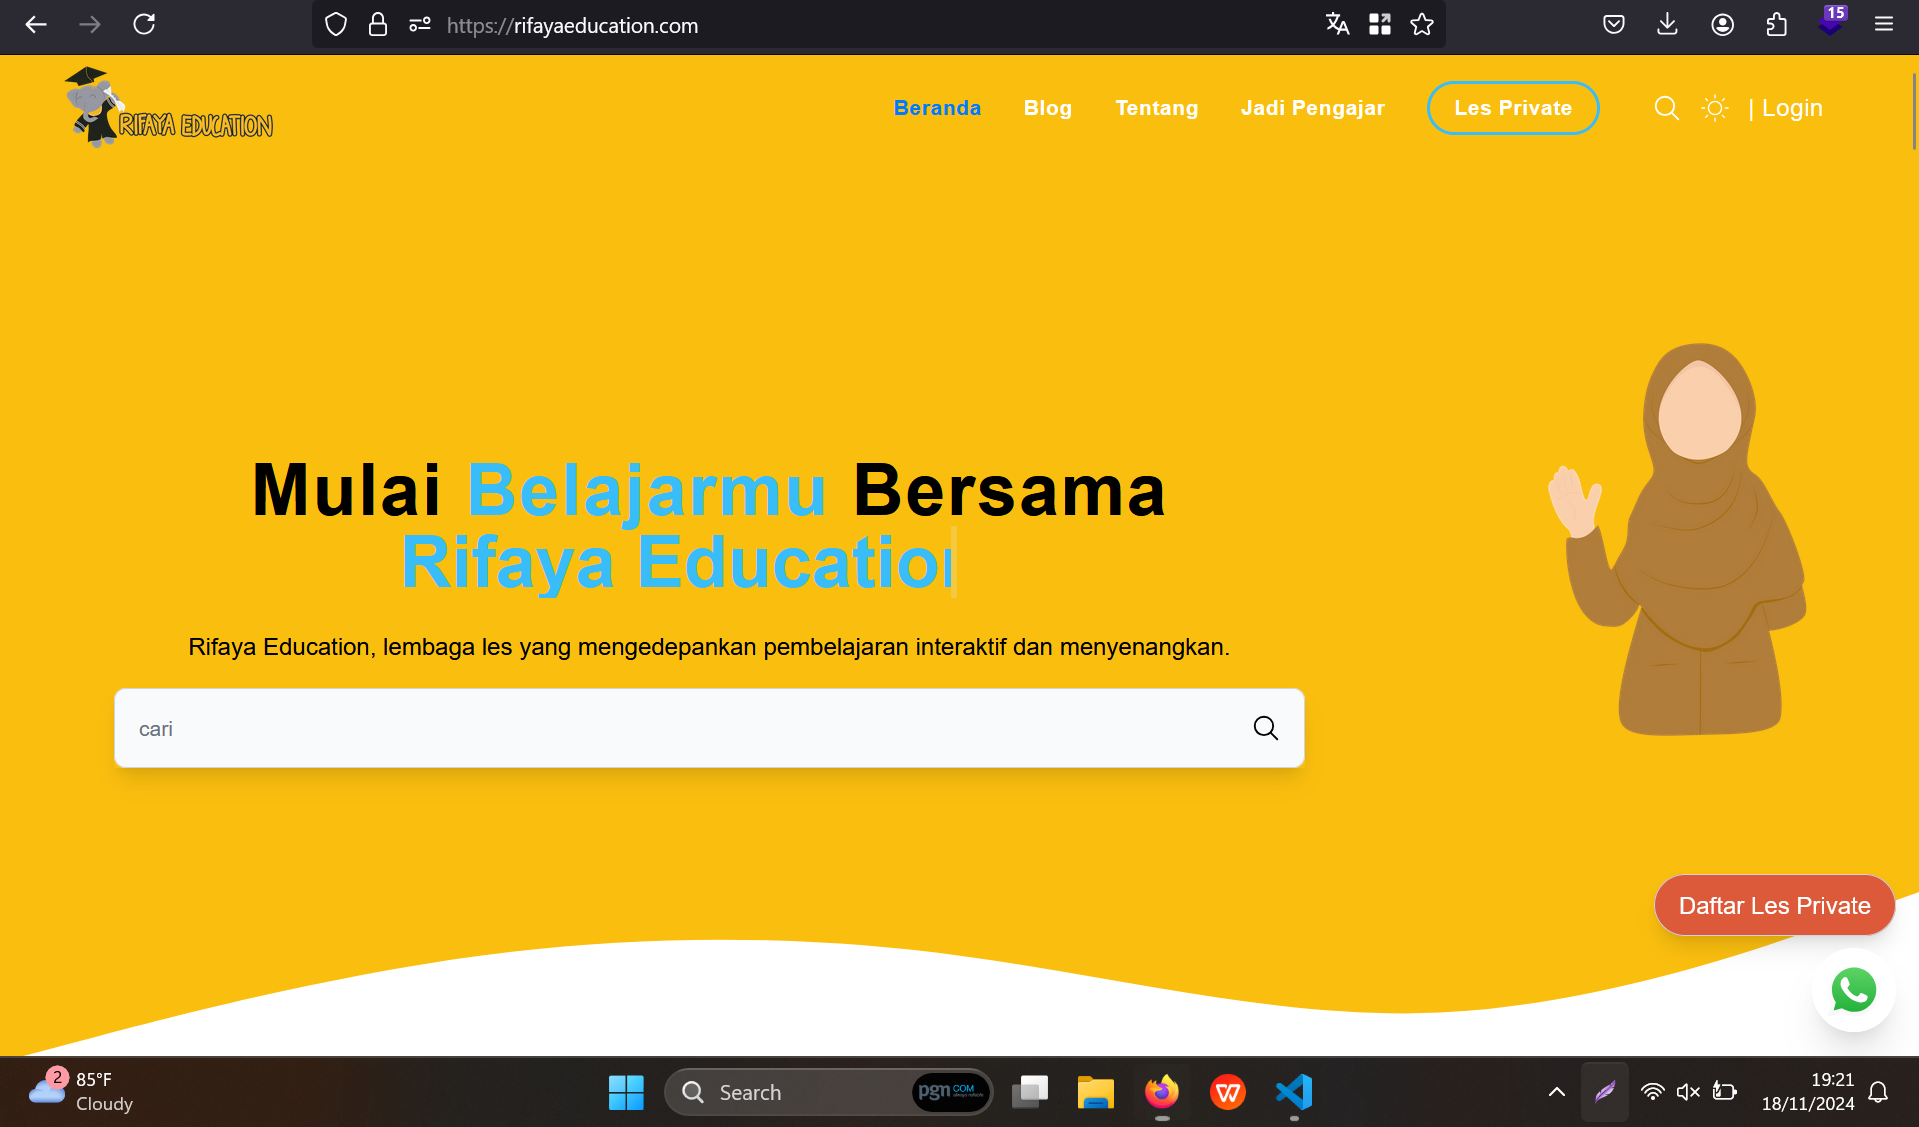 https://rifayaeducation.com
15
RIFAYA EDUCATION
Beranda Blog Tentang Jadi Pengajar Les Private | Login
Mulai Belajarmu Bersama
Rifaya Education
Rifaya Education, lembaga les yang mengedepankan pembelajaran interaktif dan menyenangkan.
cari
Daftar Les Private
2
85°F
Cloudy
Search
pgn COM
19:21
18/11/2024